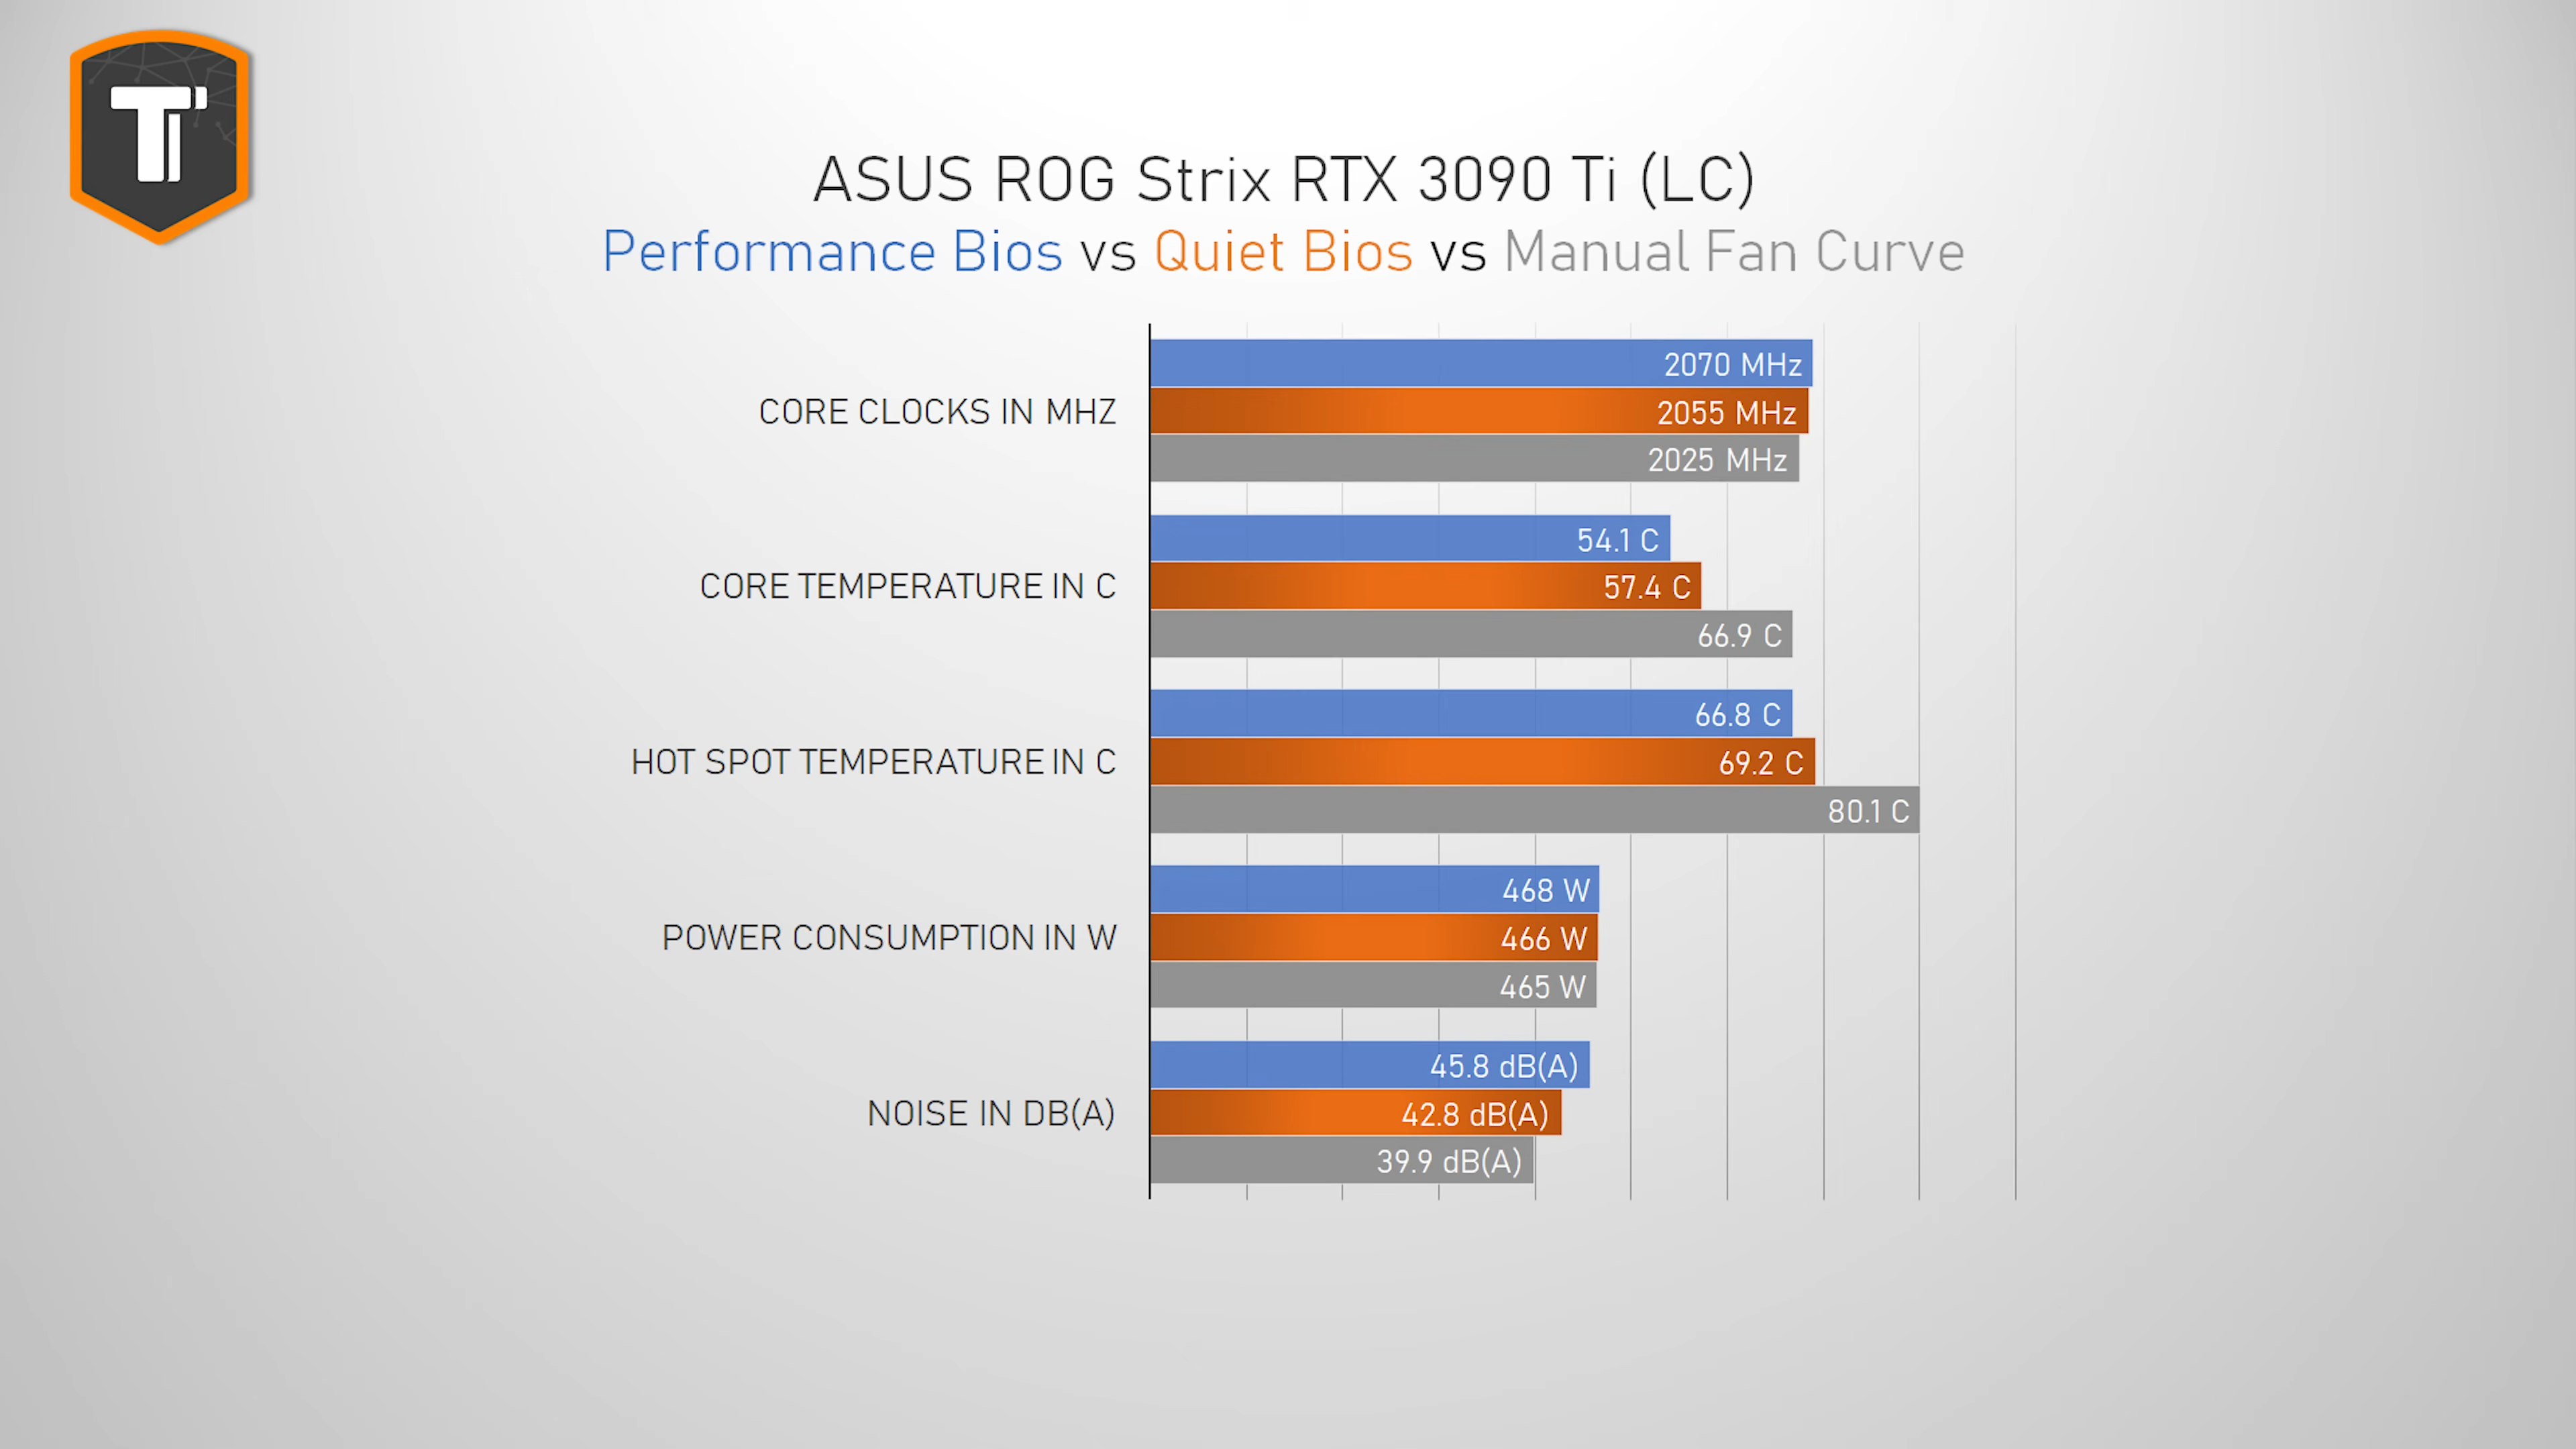 Ti
ASUS ROG Strix RTX 3090 Ti (LC)
Performance Bios vs Quiet Bios vs Manual Fan Curve
CORE CLOCKS IN MHZ
2070 MHz
2055 MHz
2025 MHz
CORE TEMPERATURE IN C
54.1 C
57.4 C
66.9 C
HOT SPOT TEMPERATURE IN C
66.8 C
69.2 C
80.1 C
POWER CONSUMPTION IN W
468 W
466 W
465 W
NOISE IN DB(A)
45.8 dB(A)
42.8 dB(A)
39.9 dB(A)